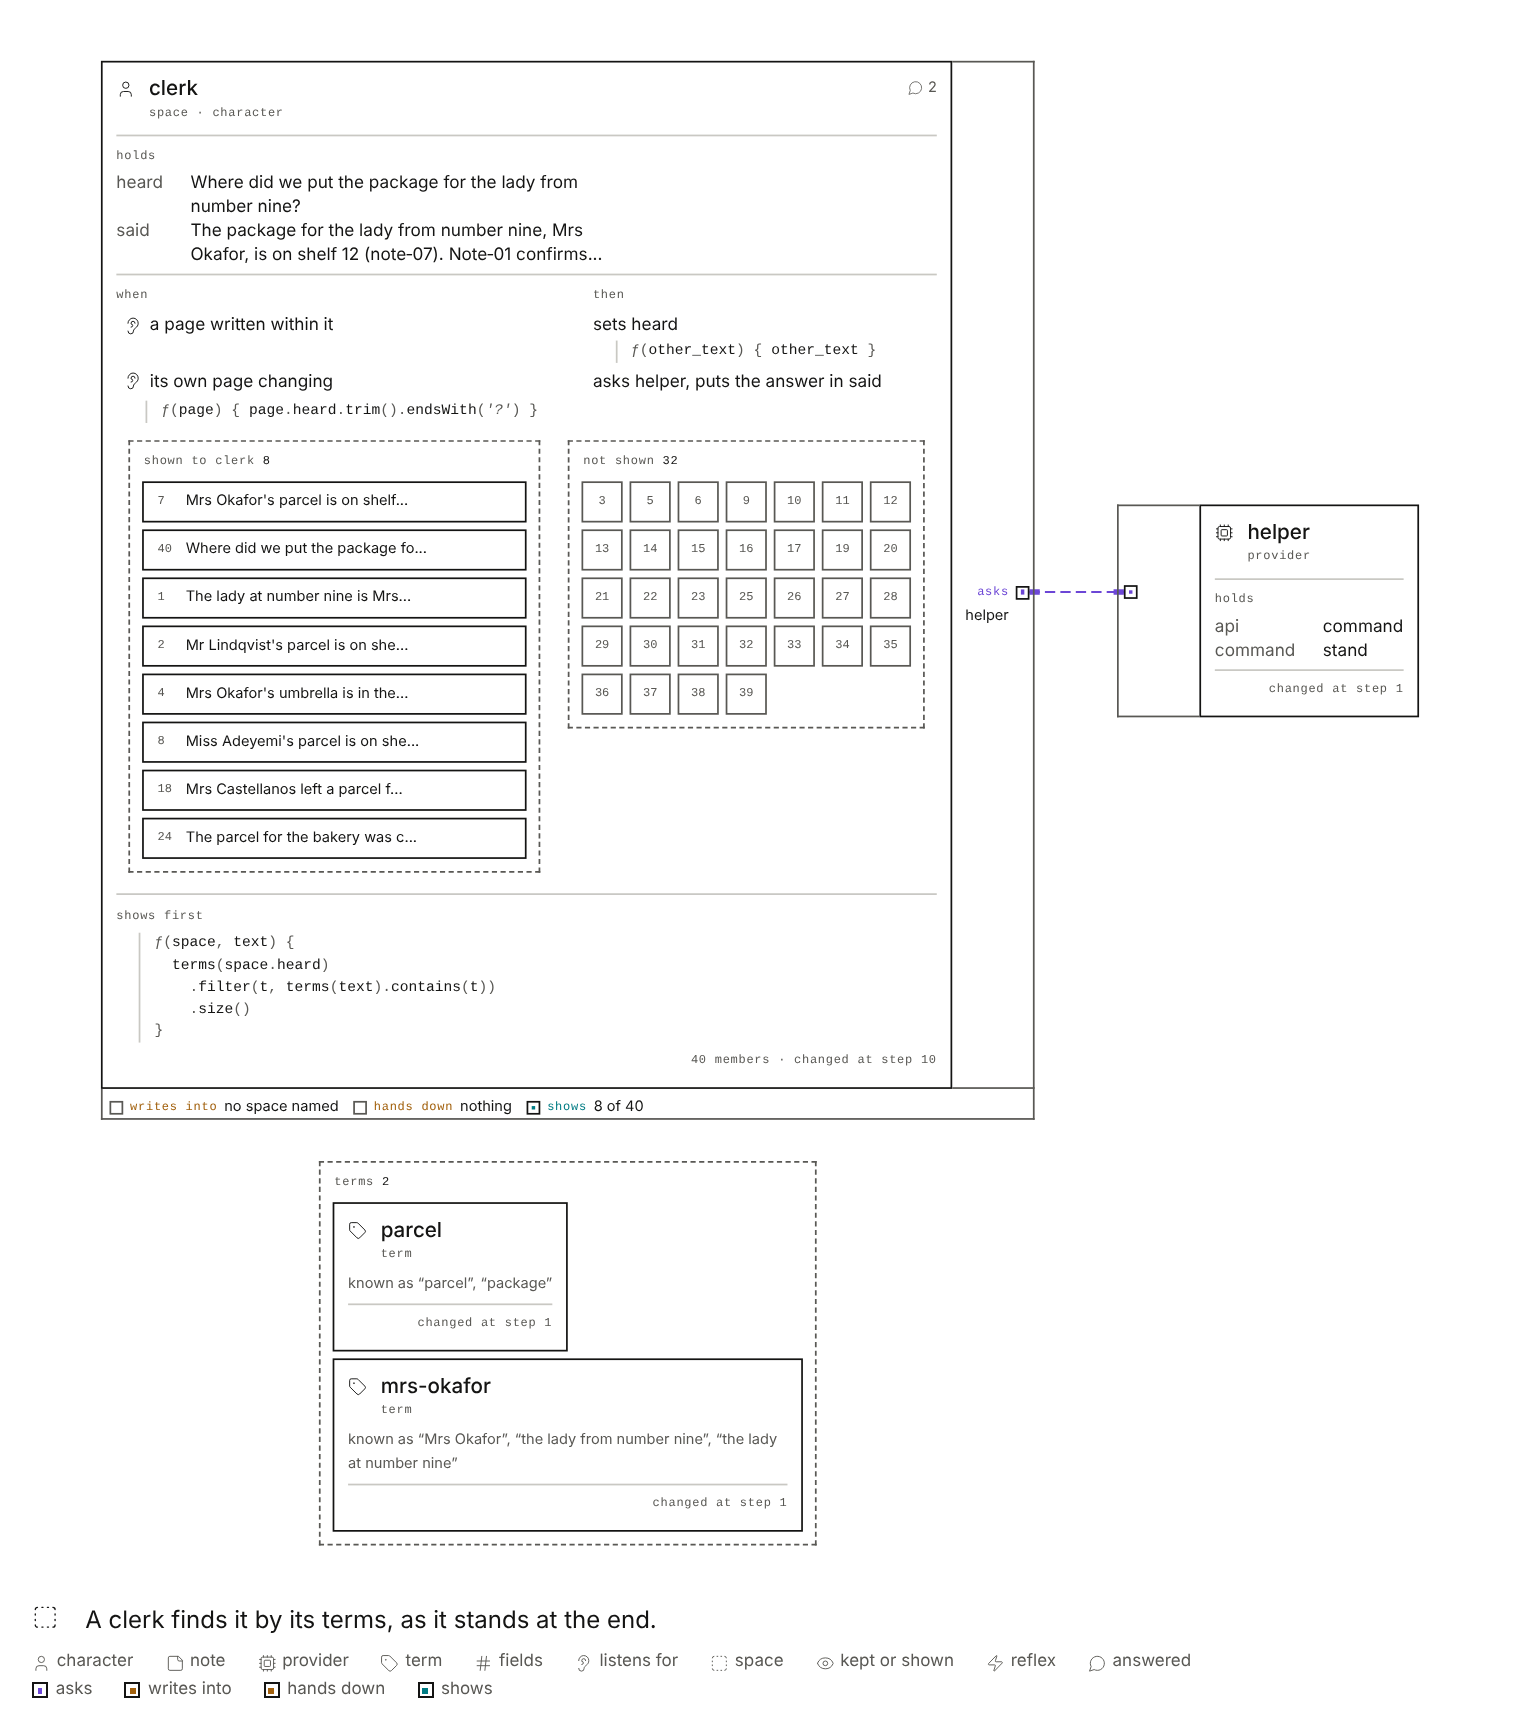 clerk
2
space · character
holds
heard Where did we put the package for the lady from
number nine?
said The package for the lady from number nine, Mrs
Okafor, is on shelf 12 (note-07). Note-01 confirms...
when then
a page written within it sets heard
ƒ(other_text) { other_text }
its own page changing asks helper, puts the answer in said
ƒ(page) { page.heard.trim().endsWith('?') }
shown to clerk 8
7 Mrs Okafor's parcel is on shelf...
40 Where did we put the package fo...
1 The lady at number nine is Mrs...
2 Mr Lindqvist's parcel is on she...
4 Mrs Okafor's umbrella is in the...
8 Miss Adeyemi's parcel is on she...
18 Mrs Castellanos left a parcel f...
24 The parcel for the bakery was c...
not shown 32
3 5 6 9 10 11 12
13 14 15 16 17 19 20
21 22 23 25 26 27 28
29 30 31 32 33 34 35
36 37 38 39
shows first
ƒ(space, text) {
terms(space.heard)
.filter(t, terms(text).contains(t))
.size()
}
40 members · changed at step 10
writes into no space named hands down nothing shows 8 of 40
asks
helper
helper
provider
holds
api command
command stand
changed at step 1
terms 2
parcel
term
known as “parcel”, “package”
changed at step 1
mrs-okafor
term
known as “Mrs Okafor”, “the lady from number nine”, “the lady
at number nine”
changed at step 1
A clerk finds it by its terms, as it stands at the end.
character note provider term fields listens for space kept or shown reflex answered
asks writes into hands down shows